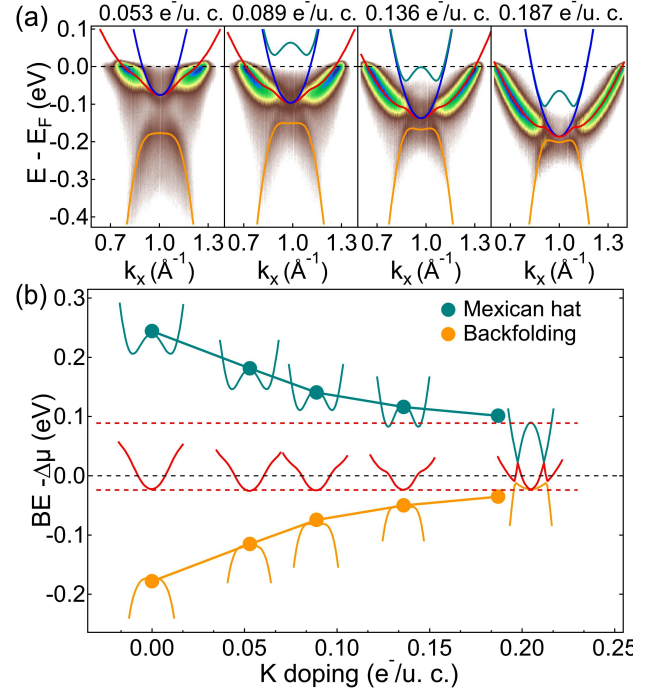 (a) 0.053 e⁻/u. c. 0.089 e⁻/u. c. 0.136 e⁻/u. c. 0.187 e⁻/u. c.
0.1
0.0
-0.1
-0.2
-0.3
-0.4
E - E_F (eV)
0.7 1.0 1.3 0.7 1.0 1.3 0.7 1.0 1.3 0.7 1.0 1.3
kₓ (Å⁻¹) kₓ (Å⁻¹) kₓ (Å⁻¹) kₓ (Å⁻¹)
(b)
0.3
0.2
0.1
0.0
-0.1
-0.2
BE -Δμ (eV)
Mexican hat
Backfolding
0.00 0.05 0.10 0.15 0.20 0.25
K doping (e⁻/u. c.)